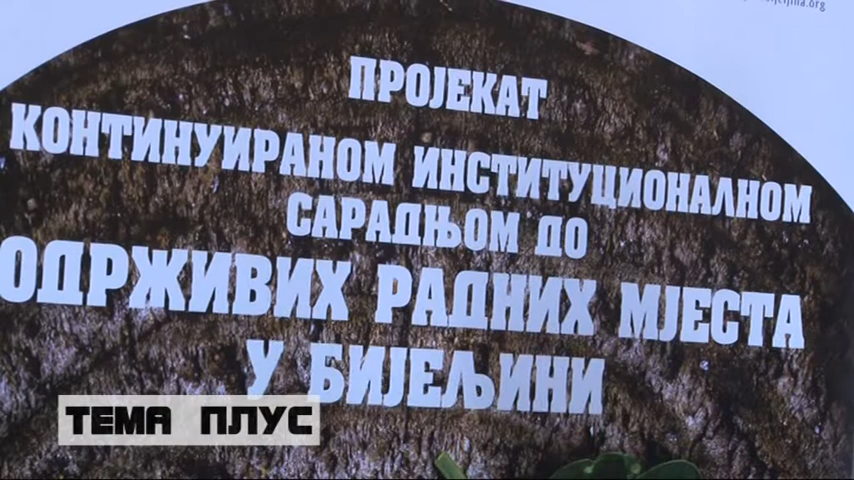 ПРОЈЕКАТ
КОНТИНУИРАНОМ ИНСТИТУЦИОНАЛНОМ
САРАДЊОМ ДО
ОДРЖИВИХ РАДНИХ МЈЕСТА
У БИЈЕЉИНИ
ТЕМА ПЛУС